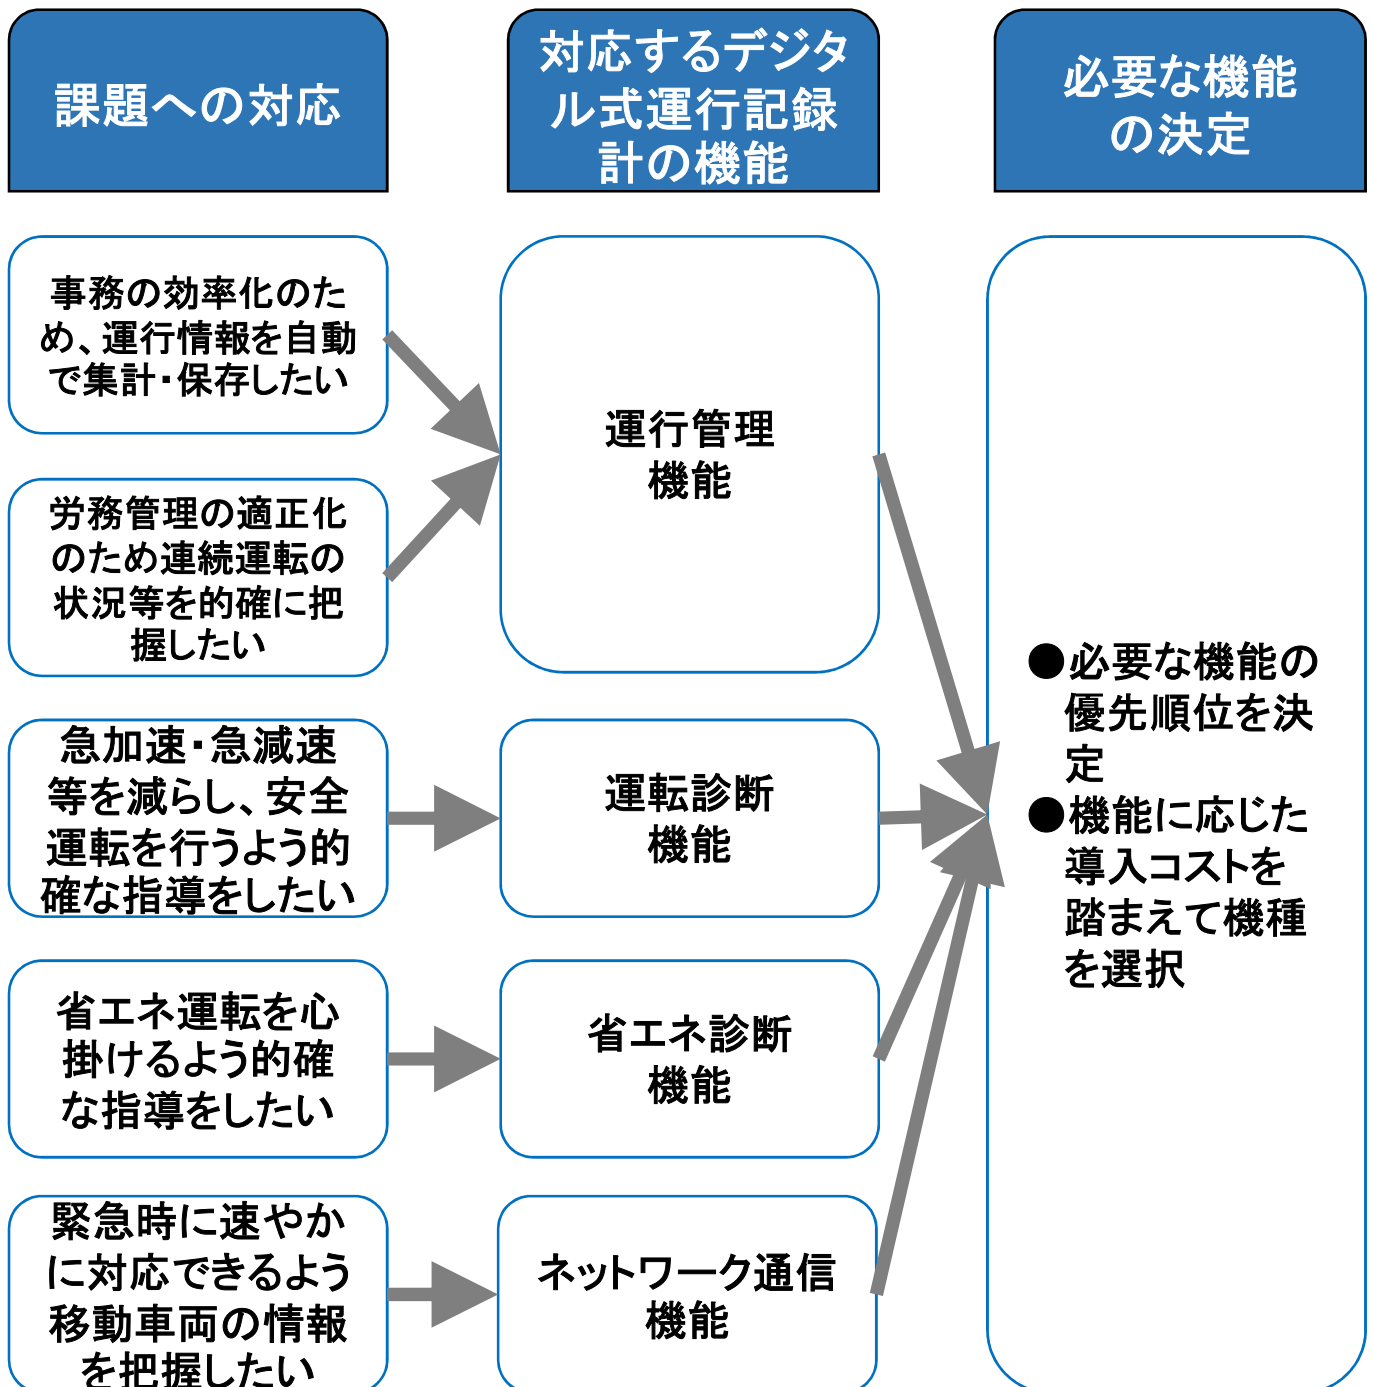 課題への対応
対応するデジタ
ル式運行記録
計の機能
必要な機能
の決定
事務の効率化のた
め、運行情報を自動
で集計・保存したい
労務管理の適正化
のため連続運転の
状況等を的確に把
握したい
急加速・急減速
等を減らし、安全
運転を行うよう的
確な指導をしたい
省エネ運転を心
掛けるよう的確
な指導をしたい
緊急時に速やか
に対応できるよう
移動車両の情報
を把握したい
運行管理
機能
運転診断
機能
省エネ診断
機能
ネットワーク通信
機能
●必要な機能の
優先順位を決
定
●機能に応じた
導入コストを
踏まえて機種
を選択